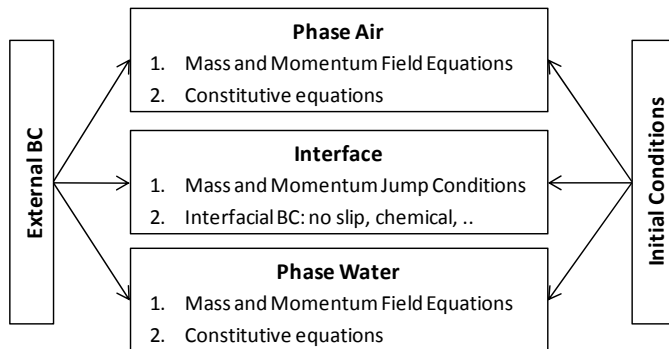 External BC
Phase Air
1. Mass and Momentum Field Equations
2. Constitutive equations
Interface
1. Mass and Momentum Jump Conditions
2. Interfacial BC: no slip, chemical, ..
Phase Water
1. Mass and Momentum Field Equations
2. Constitutive equations
Initial Conditions